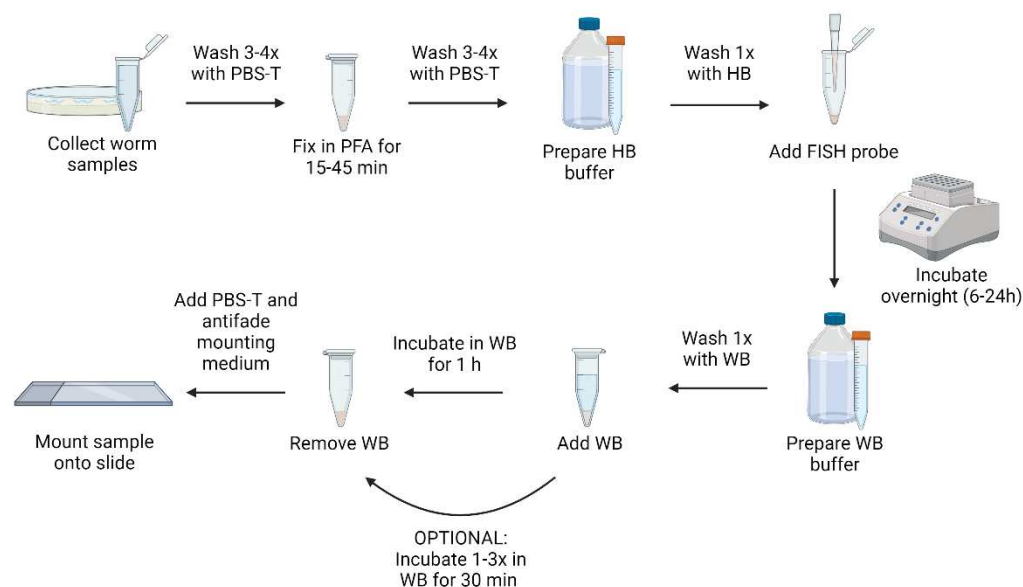 Wash 3-4x
with PBS-T
Wash 3-4x
with PBS-T
Wash 1x
with HB
Collect worm
samples
Fix in PFA for
15-45 min
Prepare HB
buffer
Add FISH probe
Incubate
overnight (6-24h)
Add PBS-T and
antifade
mounting
medium
Incubate in WB
for 1 h
Wash 1x
with WB
Mount sample
onto slide
Remove WB
Add WB
Prepare WB
buffer
OPTIONAL:
Incubate 1-3x in
WB for 30 min